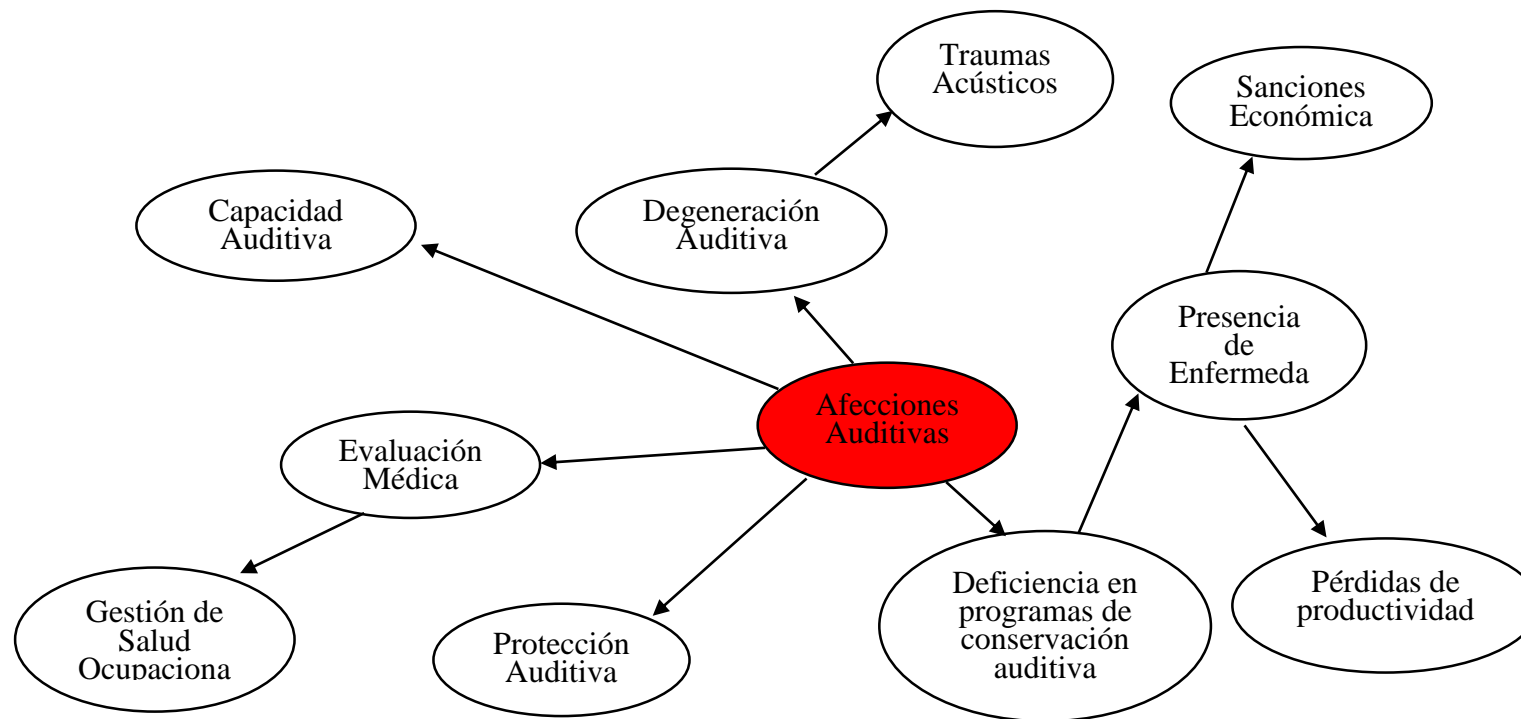 Traumas
Acústicos
Sanciones
Económica
Capacidad
Auditiva
Degeneración
Auditiva
Presencia
de
Enfermeda
Afecciones
Auditivas
Evaluación
Médica
Gestión de
Salud
Ocupaciona
Protección
Auditiva
Deficiencia en
programas de
conservación
auditiva
Pérdidas de
productividad